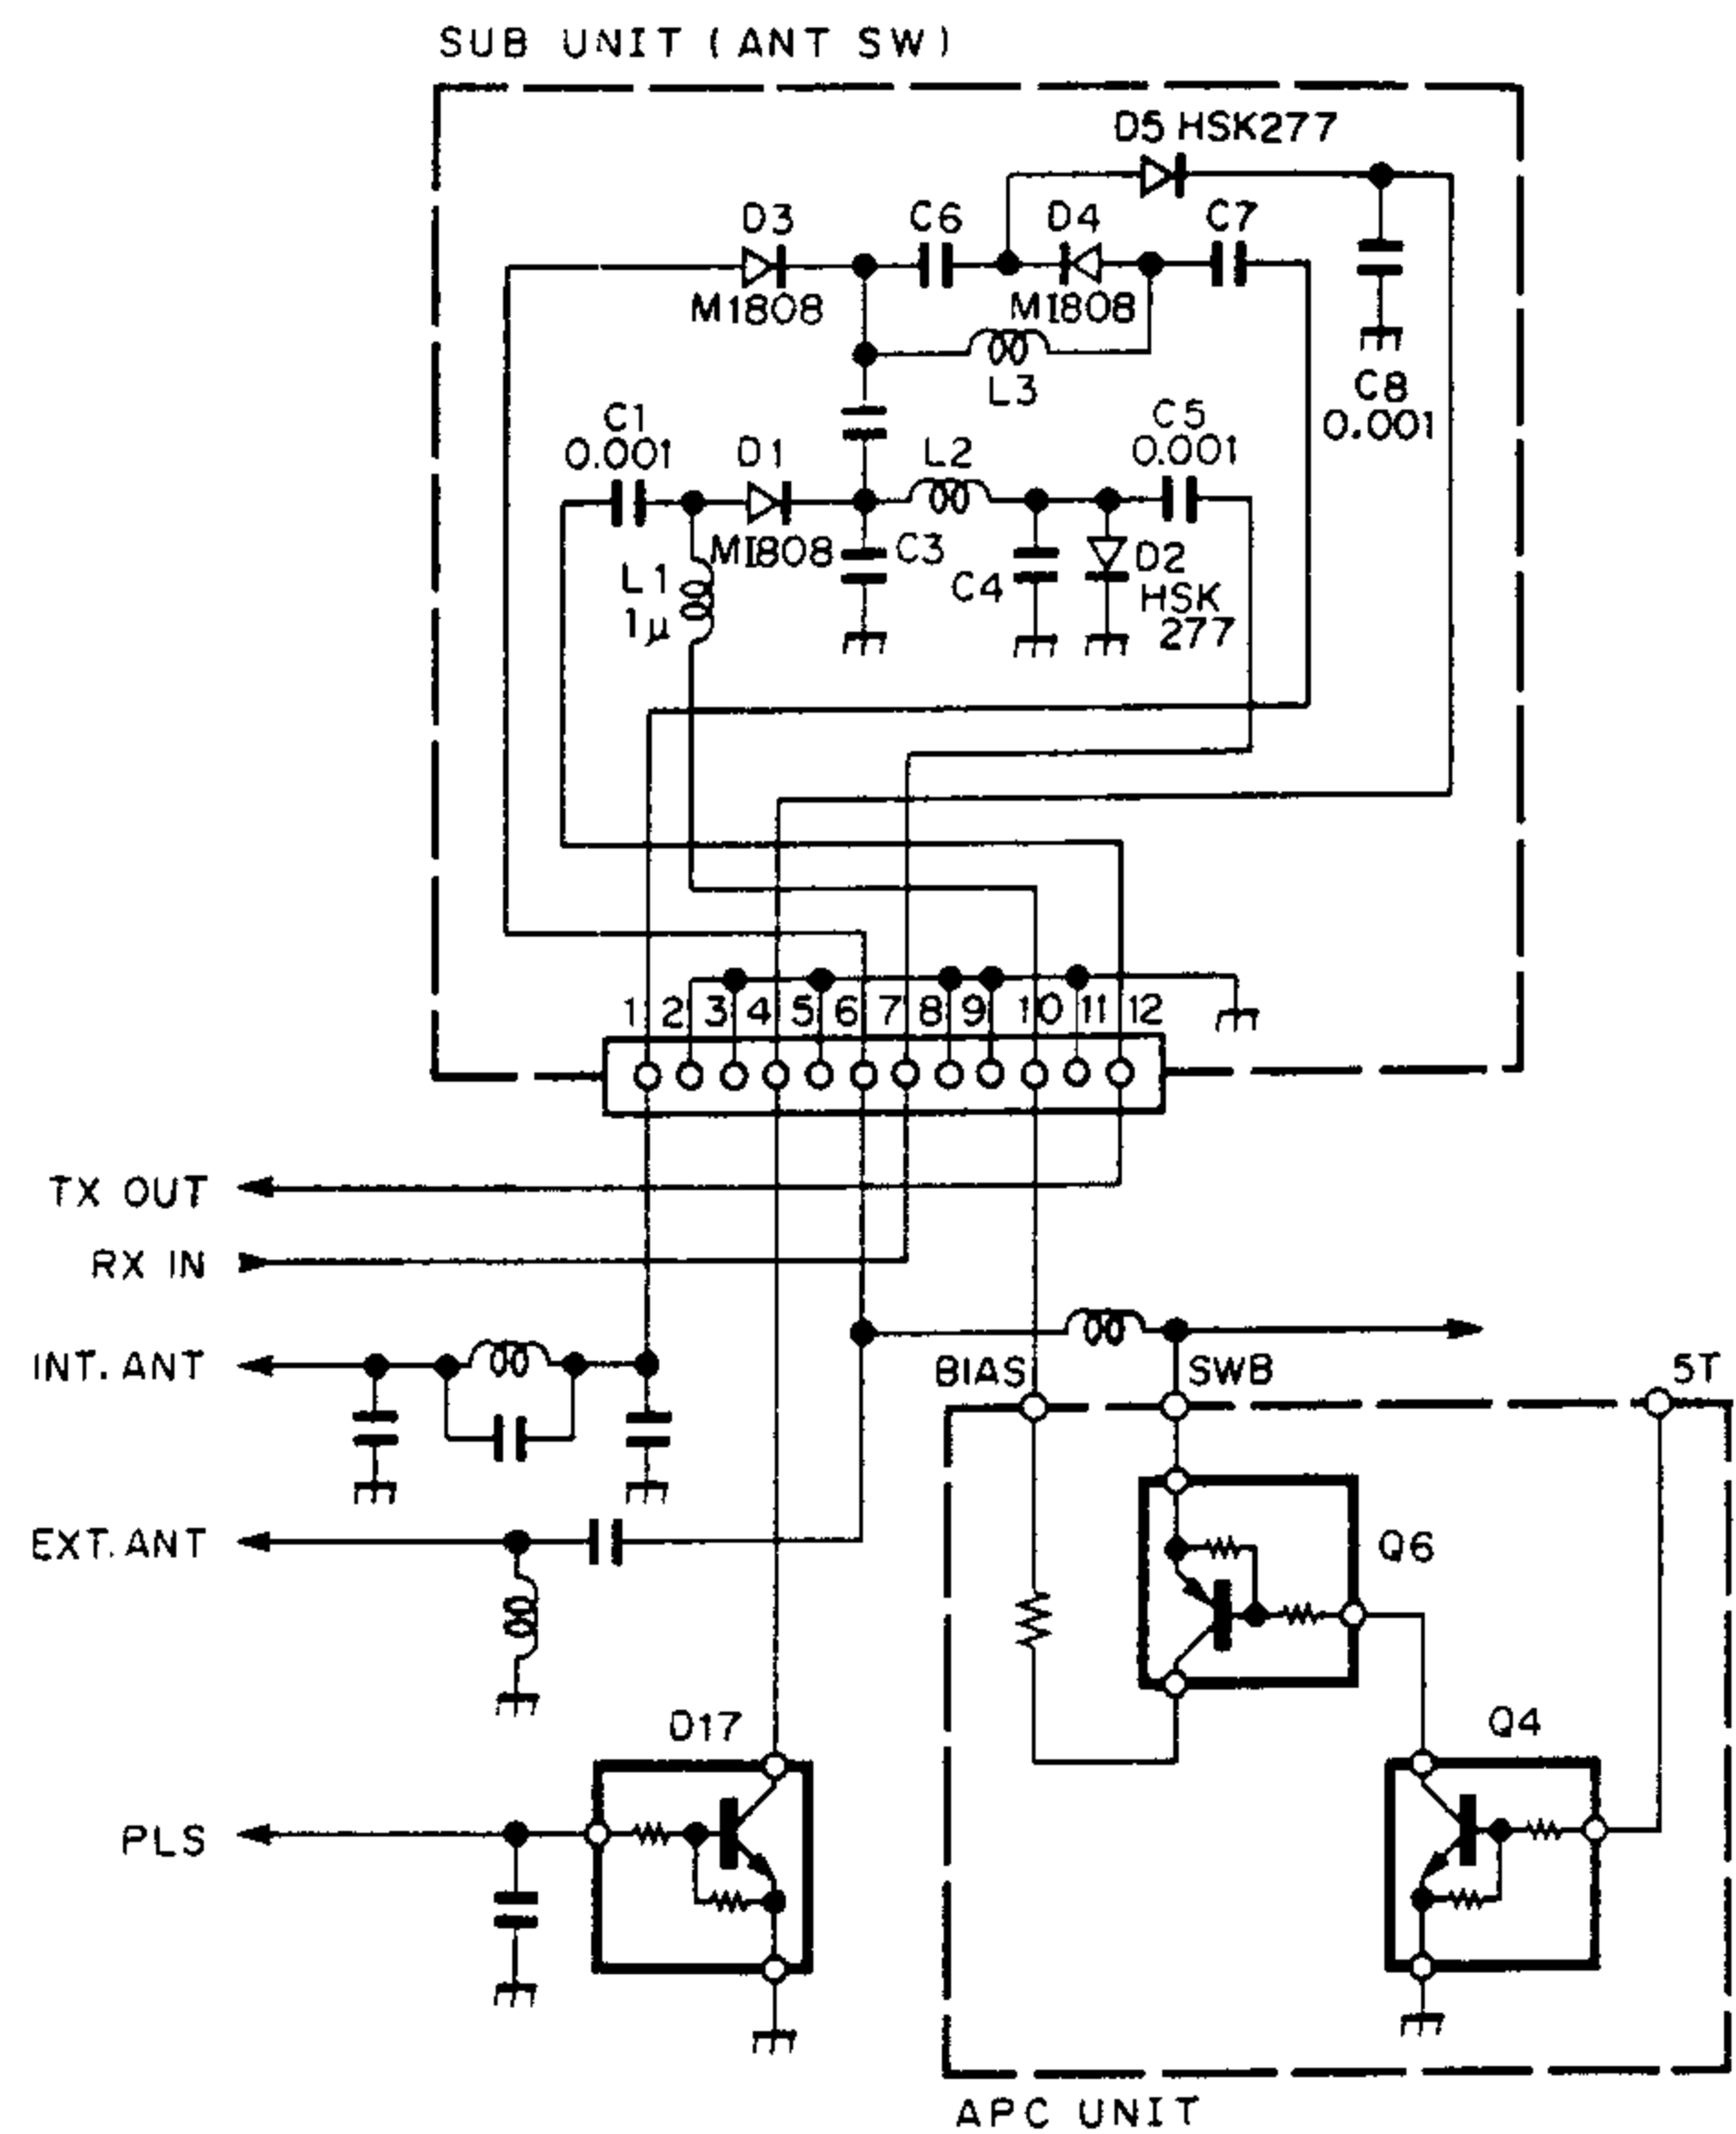 SUB UNIT (ANT SW)
D5 HSK277
D3
C6
D4
C7
M1808
MI808
L3
C8
0.001
C1
0.001
D1
L2
C5
0.001
MI808
C3
L1
1μ
C4
D2
HSK
277
1 2 3 4 5 6 7 8 9 10 11 12
TX OUT
RX IN
INT. ANT
BIAS
SWB
5T
EXT. ANT
Q6
Q17
Q4
PLS
APC UNIT